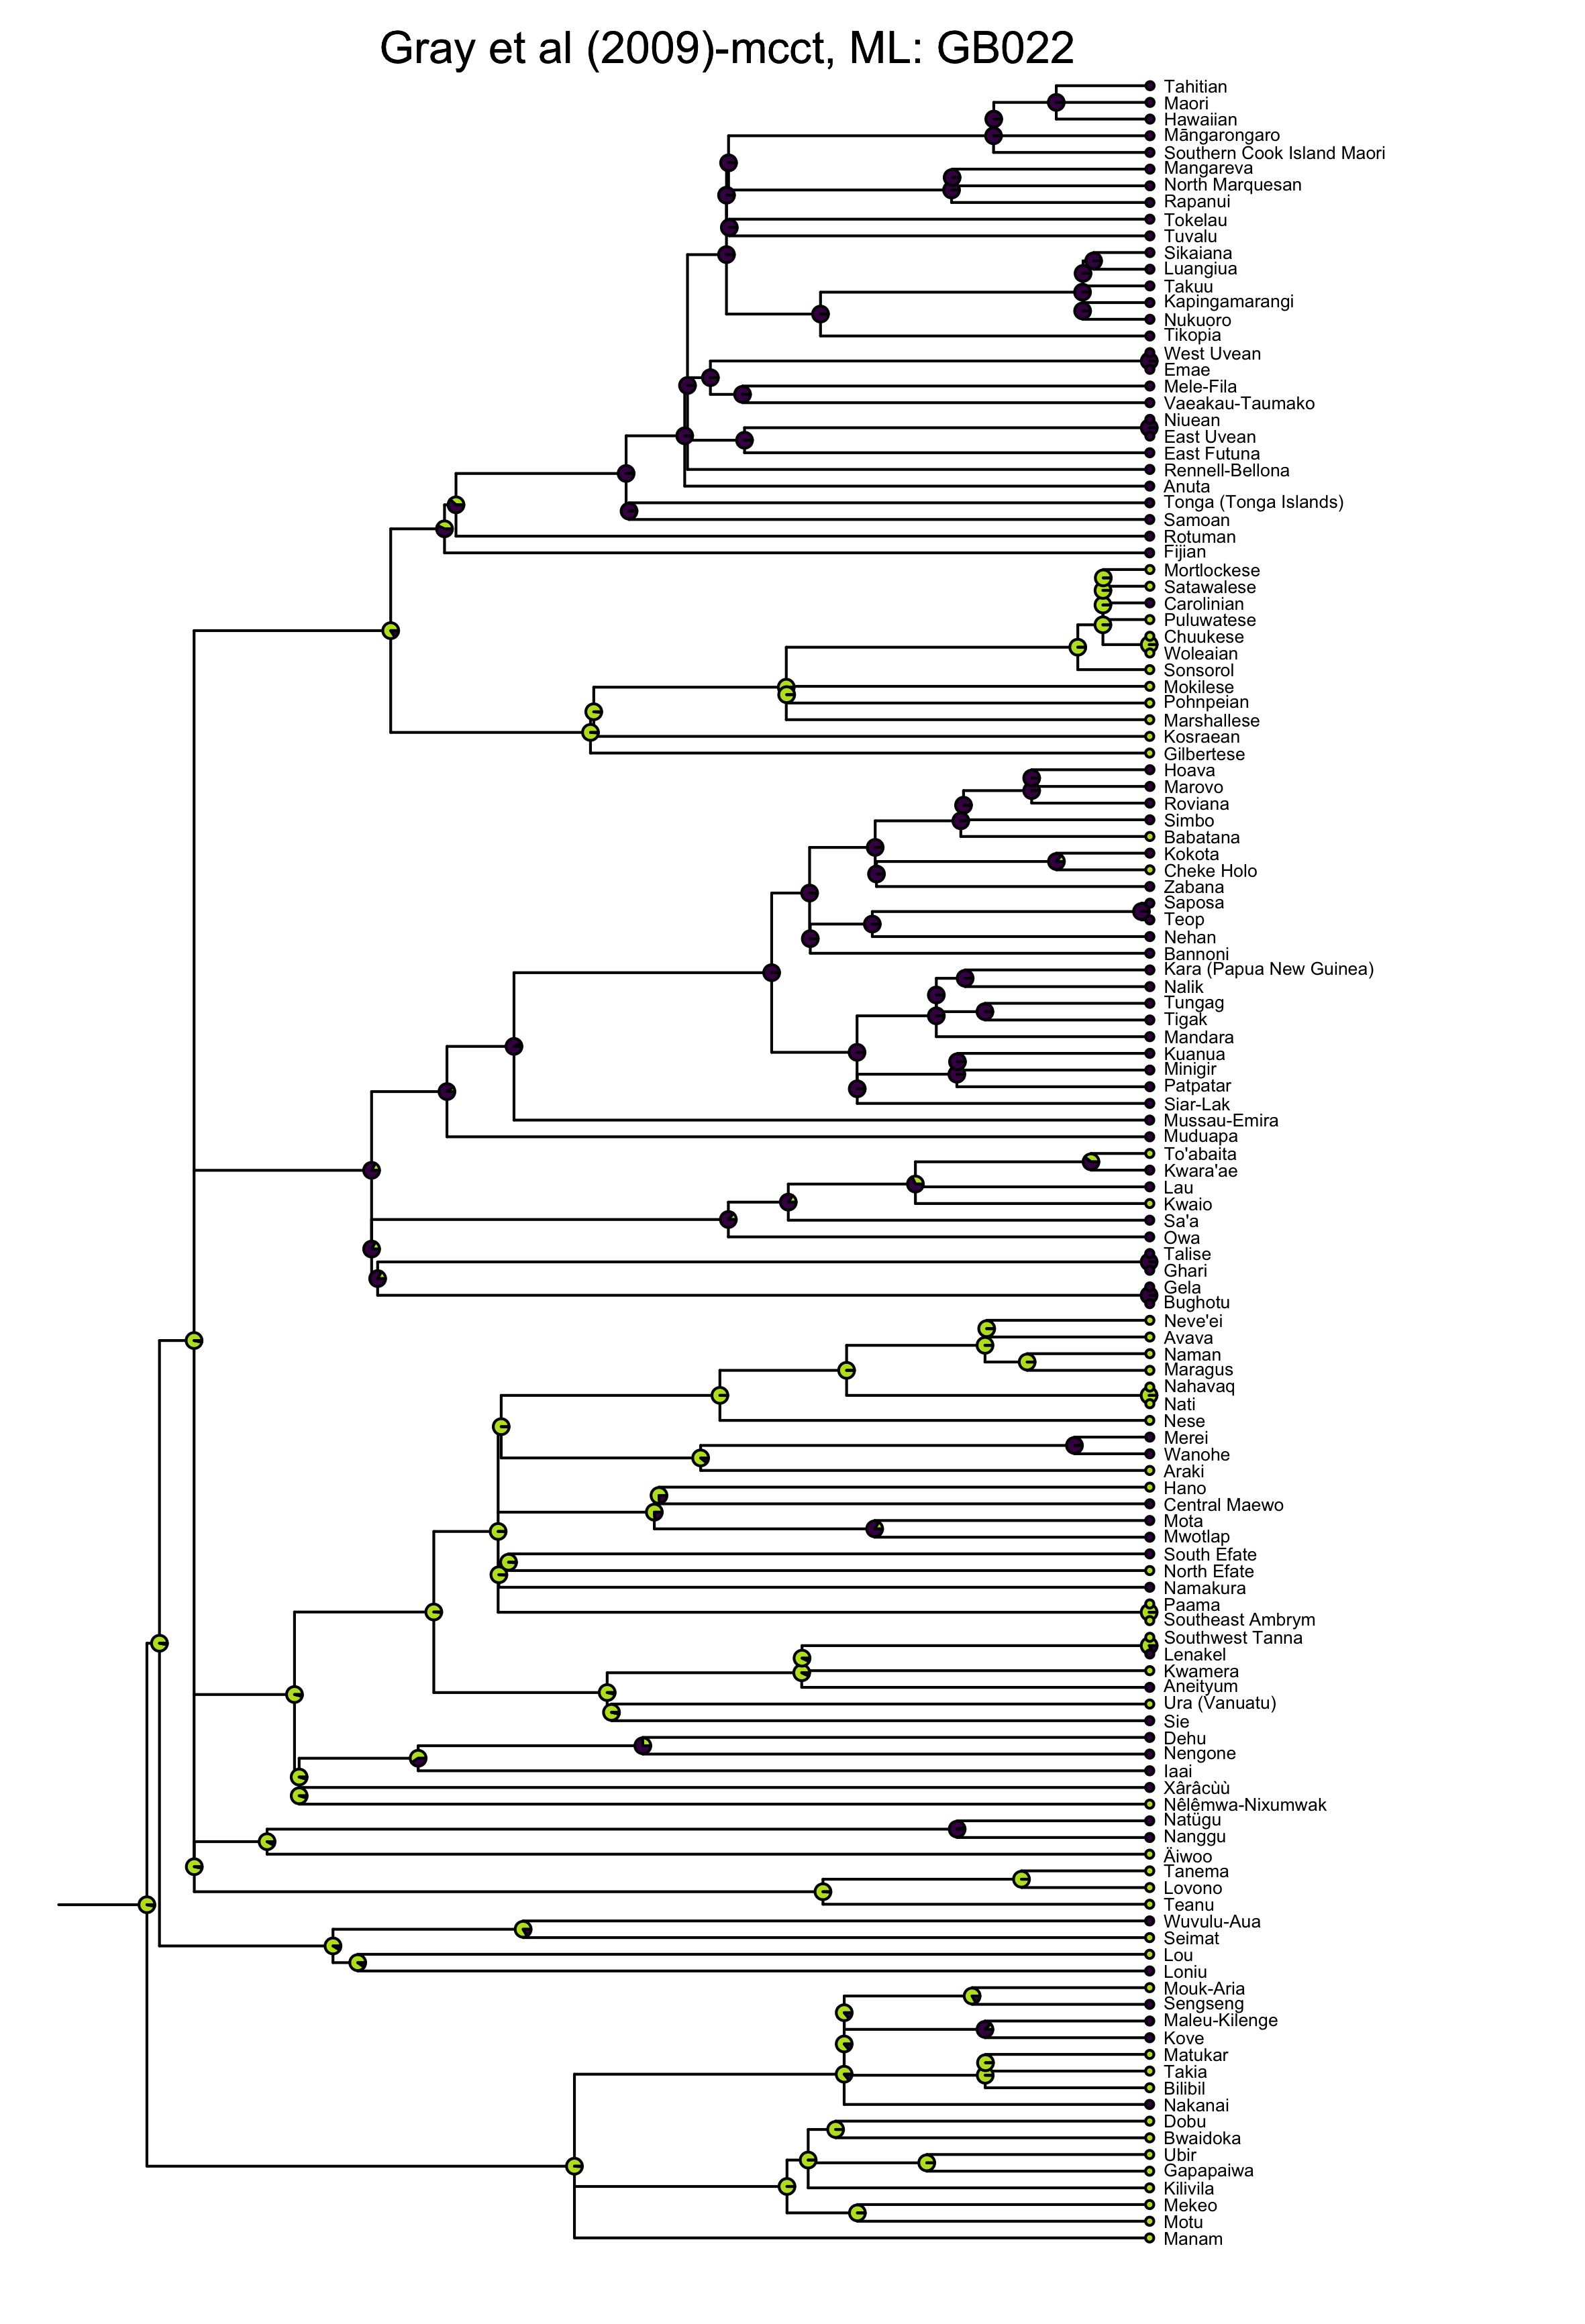 Gray et al (2009)-mcct, ML: GB022
Tahitian
Maori
Hawaiian
Māngarongaro
Southern Cook Island Maori
Mangareva
North Marquesan
Rapanui
Tokelau
Tuvalu
Sikaiana
Luangiua
Takuu
Kapingamarangi
Nukuoro
Tikopia
West Uvean
Emae
Mele-Fila
Vaeakau-Taumako
Niuean
East Uvean
East Futuna
Rennell-Bellona
Anuta
Tonga (Tonga Islands)
Samoan
Rotuman
Fijian
Mortlockese
Satawalese
Carolinian
Puluwatese
Chuukese
Woleaian
Sonsorol
Mokilese
Pohnpeian
Marshallese
Kosraean
Gilbertese
Hoava
Marovo
Roviana
Simbo
Babatana
Kokota
Cheke Holo
Zabana
Saposa
Teop
Nehan
Bannoni
Kara (Papua New Guinea)
Nalik
Tungag
Tigak
Mandara
Kuanua
Minigir
Patpatar
Siar-Lak
Mussau-Emira
Muduapa
To'abaita
Kwara'ae
Lau
Kwaio
Sa'a
Owa
Talise
Ghari
Gela
Bughotu
Neve'ei
Avava
Naman
Maragus
Nahavaq
Nati
Nese
Merei
Wanohe
Araki
Hano
Central Maewo
Mota
Mwotlap
South Efate
North Efate
Namakura
Paama
Southeast Ambrym
Southwest Tanna
Lenakel
Kwamera
Aneityum
Ura (Vanuatu)
Sie
Dehu
Nengone
Iaai
Xârâcùù
Nêlêmwa-Nixumwak
Natügu
Nanggu
Äiwoo
Tanema
Lovono
Teanu
Wuvulu-Aua
Seimat
Lou
Loniu
Mouk-Aria
Sengseng
Maleu-Kilenge
Kove
Matukar
Takia
Bilibil
Nakanai
Dobu
Bwaidoka
Ubir
Gapapaiwa
Kilivila
Mekeo
Motu
Manam